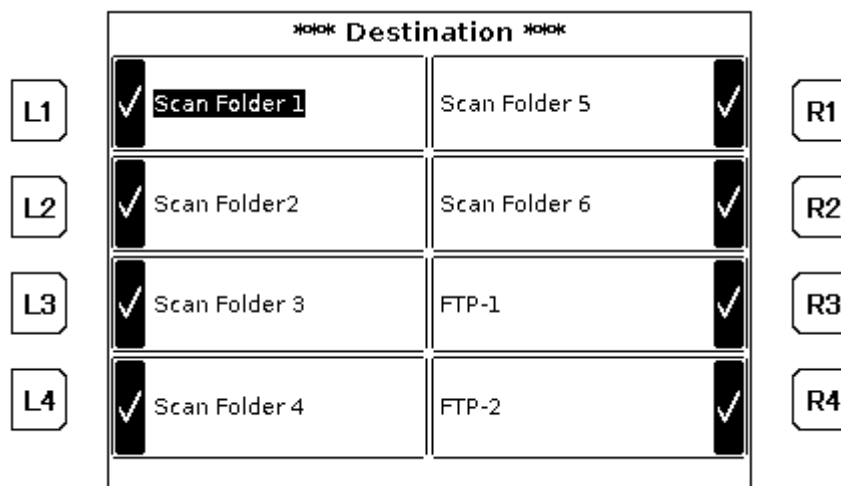 *** Destination ***
L1 Scan Folder 1 Scan Folder 5 R1
L2 Scan Folder2 Scan Folder 6 R2
L3 Scan Folder 3 FTP-1 R3
L4 Scan Folder 4 FTP-2 R4